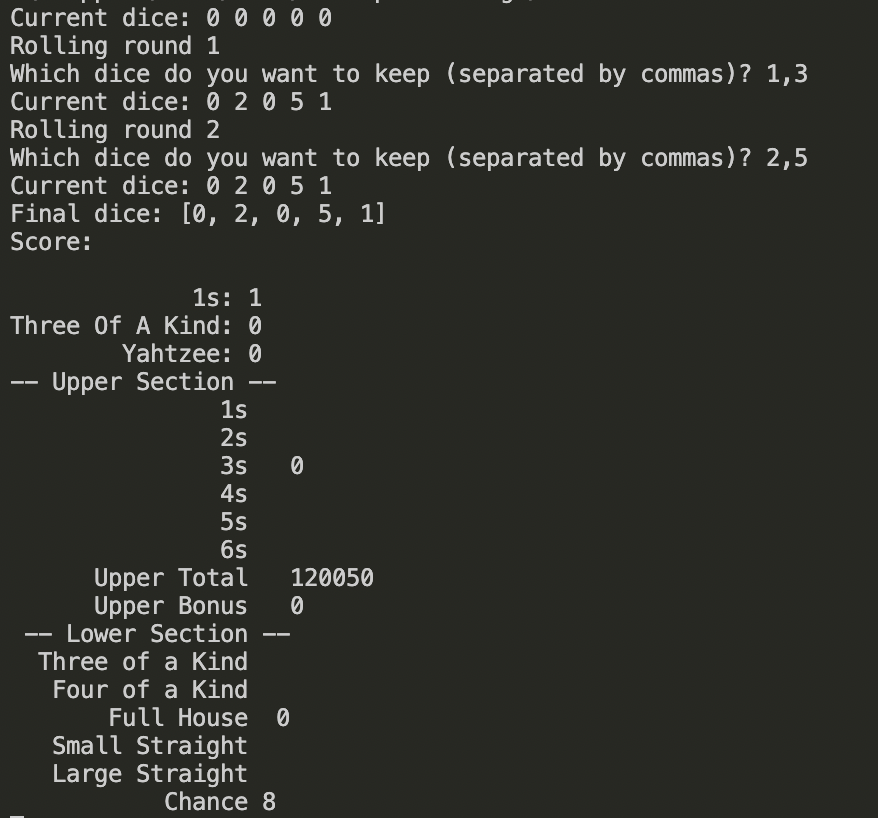 Current dice: 0 0 0 0 0
Rolling round 1
Which dice do you want to keep (separated by commas)? 1,3
Current dice: 0 2 0 5 1
Rolling round 2
Which dice do you want to keep (separated by commas)? 2,5
Current dice: 0 2 0 5 1
Final dice: [0, 2, 0, 5, 1]
Score:
1s: 1
Three Of A Kind: 0
Yahtzee: 0
-- Upper Section --
1s
2s
3s 0
4s
5s
6s
Upper Total 120050
Upper Bonus 0
-- Lower Section --
Three of a Kind
Four of a Kind
Full House 0
Small Straight
Large Straight
Chance 8